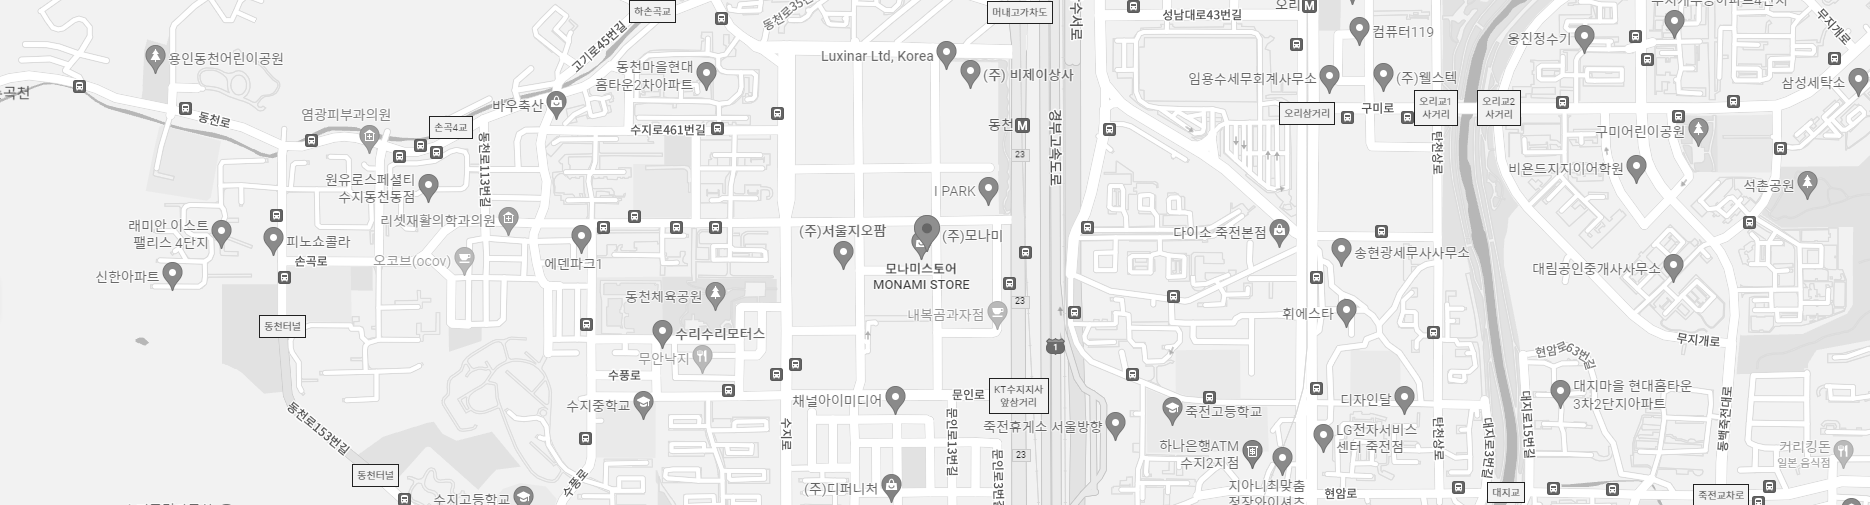 하손곡교
동천로35번길
머내고가차도
수서로
성남대로43번길
오리 M
컴퓨터119
웅진정수기
무지개로
고기로45번길
용인동천어린이공원
동천마을현대
홈타운2차아파트
Luxinar Ltd, Korea
(주) 비제이상사
임용수세무회계사무소
(주)웰스텍
삼성세탁소
바우축산
염광피부과의원
동천로
손곡4교
수지로461번길
동천 M
경부고속도로
오리삼거리
구미로
오리교1
사거리
오리교2
사거리
구미어린이공원
탄천상로
23
동천로113번길
원유로스페셜티
수지동천동점
I PARK
비욘드지지이어학원
석촌공원
리셋재활의학과의원
래미안 이스트
팰리스 4단지
피노쇼콜라
손곡로
오코브(ocov)
에덴파크1
(주)서울지오팜
(주)모나미
모나미스토어
MONAMI STORE
다이소 죽전본점
송현광세무사사무소
대림공인중개사사무소
신한아파트
동천체육공원
23
내복곰과자점
휘에스타
동천터널
수리수리모터스
무안낙지
1
무지개로
현암로63번길
수풍로
수지중학교
채널아이미디어
문인로
KT수지지사
앞삼거리
죽전고등학교
디자인달
대지마을 현대홈타운
3차2단지아파트
동천로153번길
수지로
문인로13번길
죽전휴게소 서울방향
LG전자서비스
센터 죽전점
탄천상로
대지로3번길
대지로15번길
동백죽전대로
하나은행ATM
수지2지점
커리킹돈
일본 음식점
23
동천터널
수풍로
수지고등학교
(주)디퍼니처
문인로3번길
지아니최맞춤
정장와이셔츠
현암로
대지교
죽전교차로